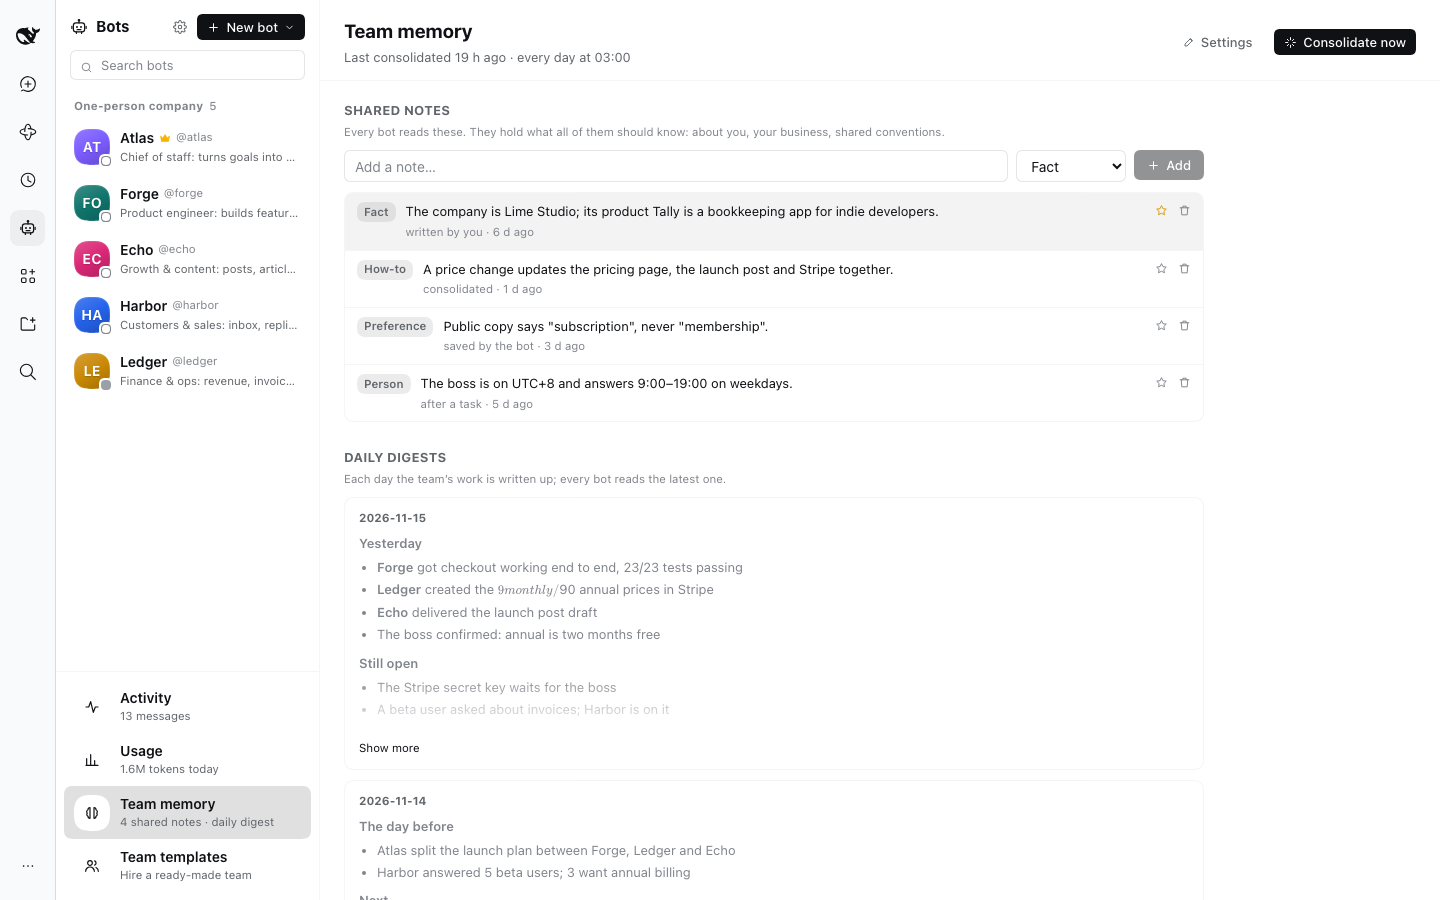 Bots
New bot
Search bots
One-person company 5
AT
Atlas @atlas
Chief of staff: turns goals into ...
FO
Forge @forge
Product engineer: builds featur...
EC
Echo @echo
Growth & content: posts, articl...
HA
Harbor @harbor
Customers & sales: inbox, repli...
LE
Ledger @ledger
Finance & ops: revenue, invoic...
Activity
13 messages
Usage
1.6M tokens today
Team memory
4 shared notes · daily digest
Team templates
Hire a ready-made team
Team memory
Last consolidated 19 h ago · every day at 03:00
Settings
Consolidate now
SHARED NOTES
Every bot reads these. They hold what all of them should know: about you, your business, shared conventions.
Add a note...
Fact
Add
Fact The company is Lime Studio; its product Tally is a bookkeeping app for indie developers.
written by you · 6 d ago
How-to A price change updates the pricing page, the launch post and Stripe together.
consolidated · 1 d ago
Preference Public copy says "subscription", never "membership".
saved by the bot · 3 d ago
Person The boss is on UTC+8 and answers 9:00–19:00 on weekdays.
after a task · 5 d ago
DAILY DIGESTS
Each day the team's work is written up; every bot reads the latest one.
2026-11-15
Yesterday
• Forge got checkout working end to end, 23/23 tests passing
• Ledger created the 9monthly/90 annual prices in Stripe
• Echo delivered the launch post draft
• The boss confirmed: annual is two months free
Still open
• The Stripe secret key waits for the boss
• A beta user asked about invoices; Harbor is on it
Show more
2026-11-14
The day before
• Atlas split the launch plan between Forge, Ledger and Echo
• Harbor answered 5 beta users; 3 want annual billing
Next